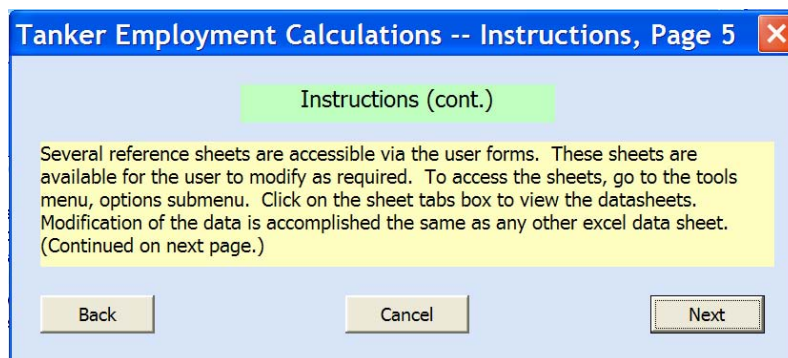 Tanker Employment Calculations -- Instructions, Page 5
Instructions (cont.)
Several reference sheets are accessible via the user forms. These sheets are
available for the user to modify as required. To access the sheets, go to the tools
menu, options submenu. Click on the sheet tabs box to view the datasheets.
Modification of the data is accomplished the same as any other excel data sheet.
(Continued on next page.)
Back Cancel Next